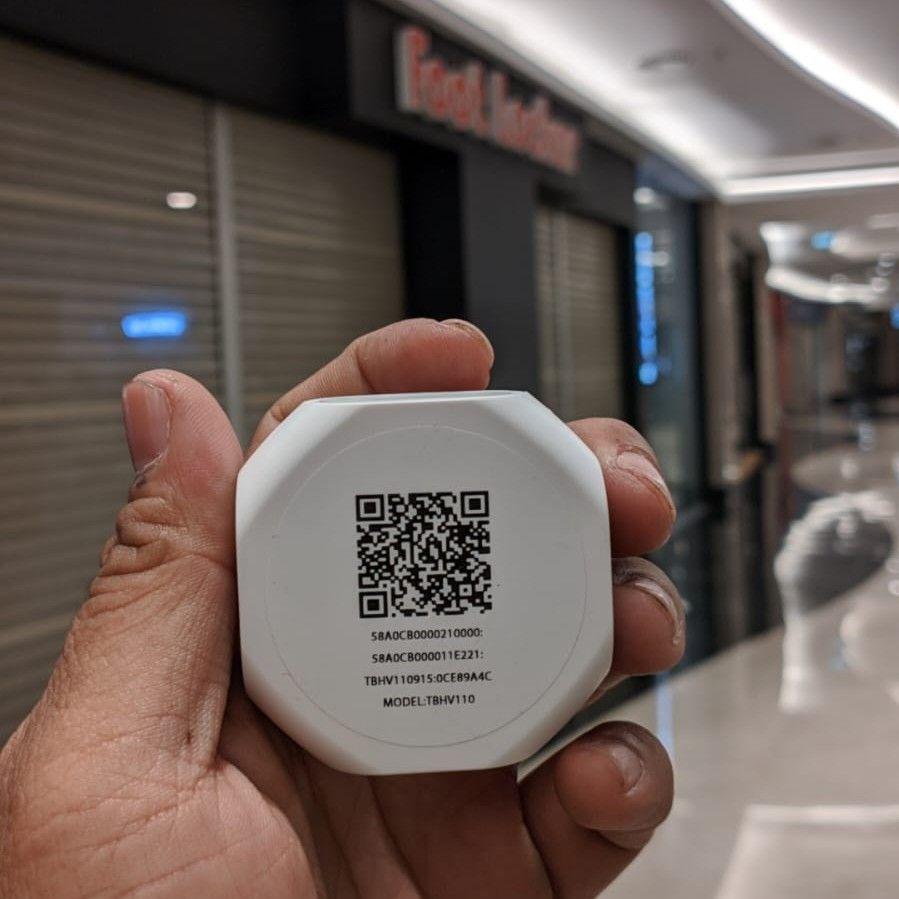 Foot Locker
58A0CB0000210000:
58A0CB000011E221:
TBHV110915:0CE89A4C
MODEL:TBHV110